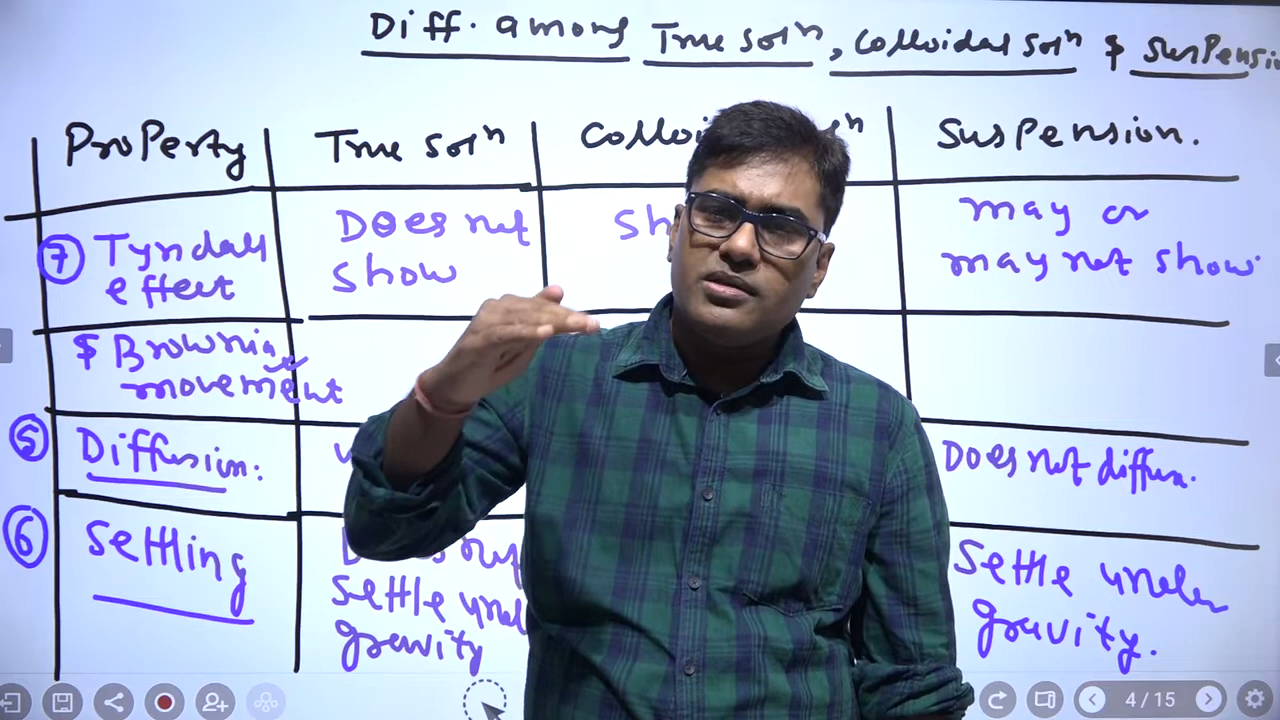 Diff. among True solⁿ, Colloidal solⁿ & Suspensi
Property
True solⁿ
Suspension.
⑦ Tyndall
effect
Does not
show
may or
may not show.
& Brownian
movement
⑤ Diffusion:
Does not diffuse.
⑥ Settling
settle under
gravity
Settle under
gravity.
4 / 15